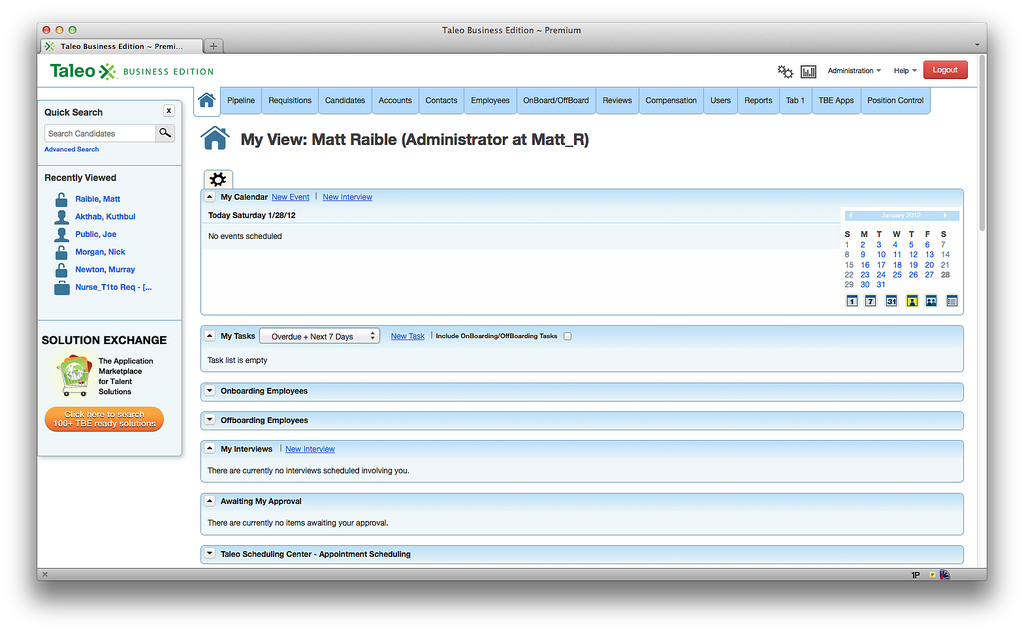 Taleo Business Edition ~ Premium
Taleo Business Edition ~ Premi...
Taleo BUSINESS EDITION
Administration Help Logout
Pipeline Requisitions Candidates Accounts Contacts Employees OnBoard/OffBoard Reviews Compensation Users Reports Tab 1 TBE Apps Position Control
Quick Search x
Search Candidates
Advanced Search
Recently Viewed
Raible, Matt
Akthab, Kuthbul
Public, Joe
Morgan, Nick
Newton, Murray
Nurse_T1to Req - [...
SOLUTION EXCHANGE
The Application
Marketplace
for Talent
Solutions
Click here to search
100+ TBE ready solutions
My View: Matt Raible (Administrator at Matt_R)
My Calendar New Event | New Interview
Today Saturday 1/28/12
No events scheduled
January 2012
S M T W T F S
1 2 3 4 5 6 7
8 9 10 11 12 13 14
15 16 17 18 19 20 21
22 23 24 25 26 27 28
29 30 31
1 7 31
My Tasks Overdue + Next 7 Days New Task | Include OnBoarding/OffBoarding Tasks
Task list is empty
Onboarding Employees
Offboarding Employees
My Interviews | New Interview
There are currently no interviews scheduled involving you.
Awaiting My Approval
There are currently no items awaiting your approval.
Taleo Scheduling Center - Appointment Scheduling
x 1P